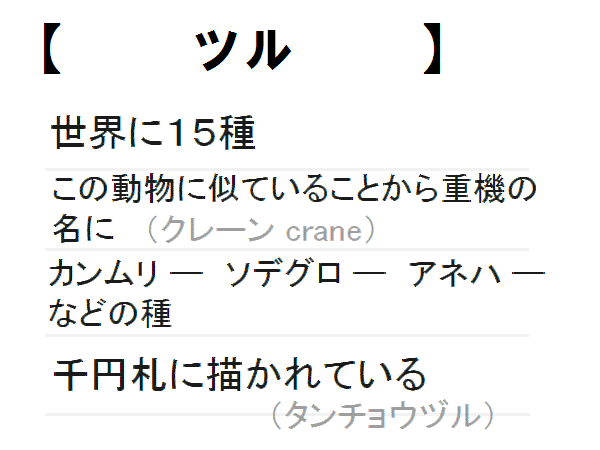 【 ツル 】
世界に１５種
この動物に似ていることから重機の
名に （クレーン crane）
カンムリ ― ソデグロ ― アネハ ―
などの種
千円札に描かれている
（タンチョウヅル）